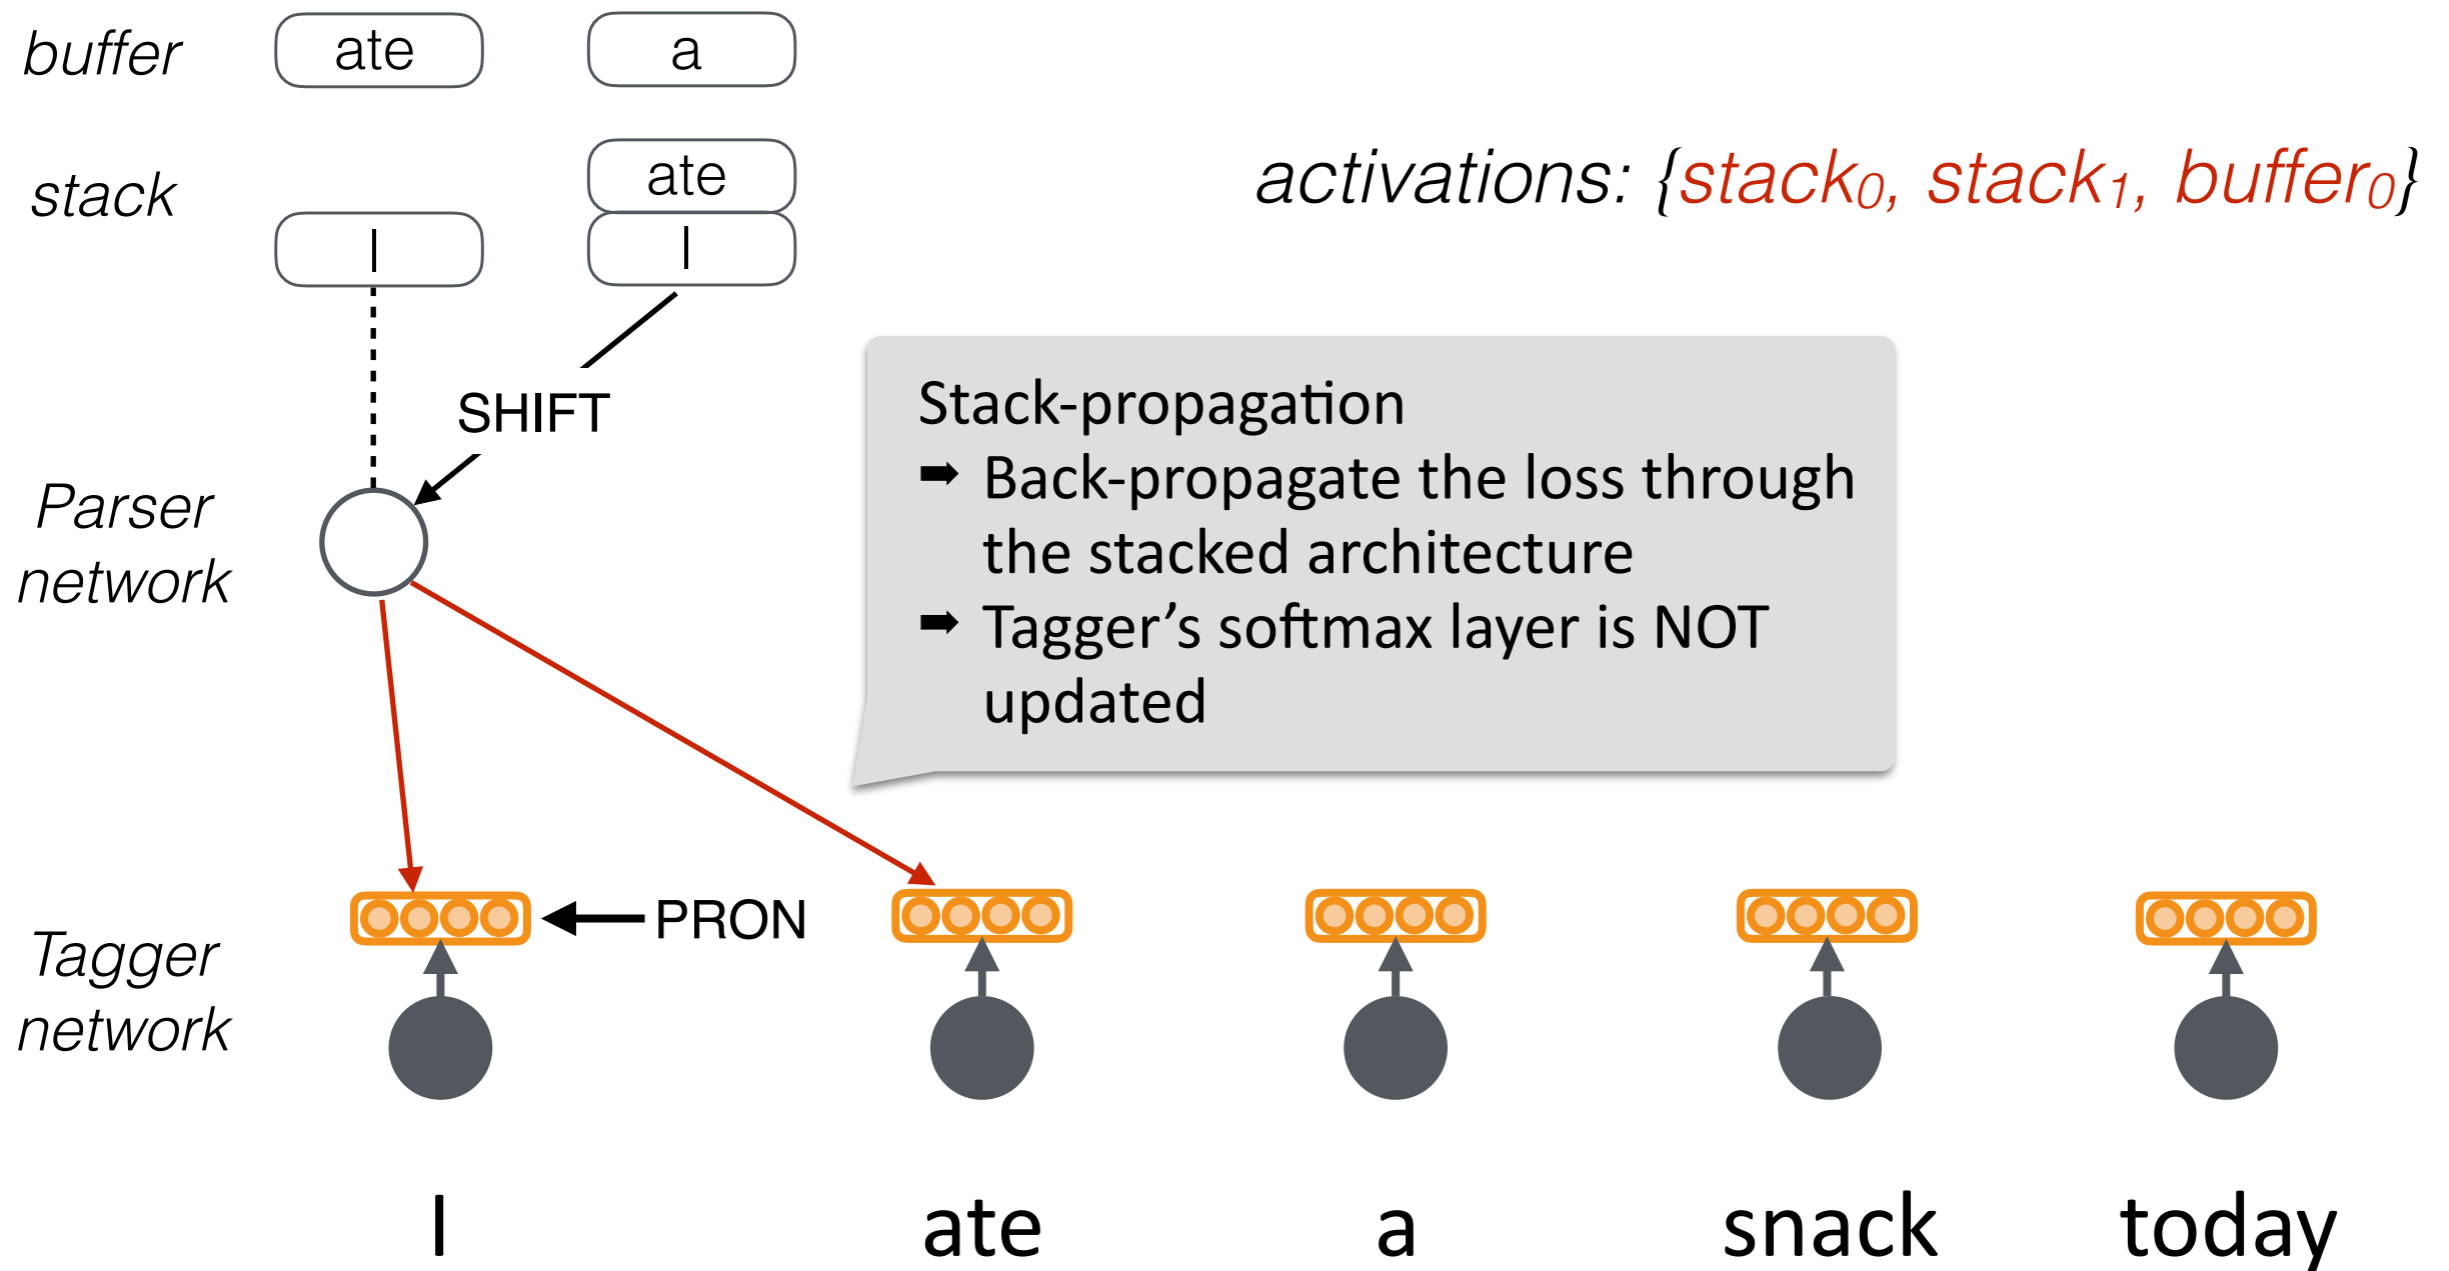 buffer ate a
stack ate
I I
activations: {stack0, stack1, buffer0}
SHIFT
Stack-propagation
➡ Back-propagate the loss through
the stacked architecture
➡ Tagger's softmax layer is NOT
updated
Parser
network
PRON
Tagger
network
I ate a snack today